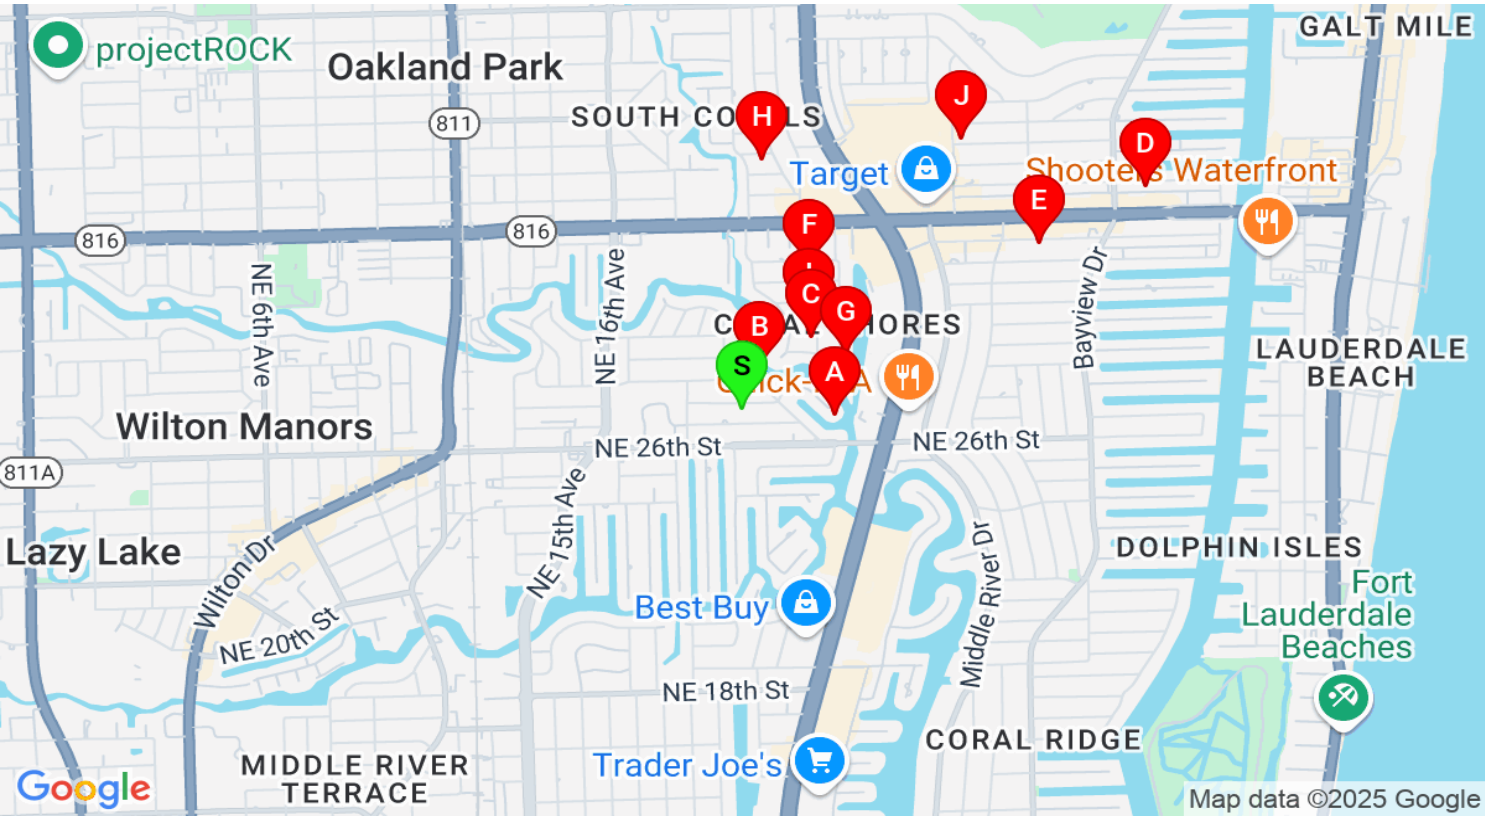 GALT MILE
projectROCK
Oakland Park
J
811
SOUTH CO LS
H
D
Target
Shooters Waterfront
E
F
816
816
NE 6th Ave
NE 16th Ave
Bayview Dr
C
G
B
HORES
S
A
LAUDERDALE
BEACH
Wilton Manors
NE 26th St
NE 26th St
811A
NE 15th Ave
Middle River Dr
Lazy Lake
Wilton Dr
DOLPHIN ISLES
Fort
Lauderdale
Beaches
Best Buy
NE 20th St
NE 18th St
CORAL RIDGE
MIDDLE RIVER
TERRACE
Trader Joe's
Google
Map data ©2025 Google